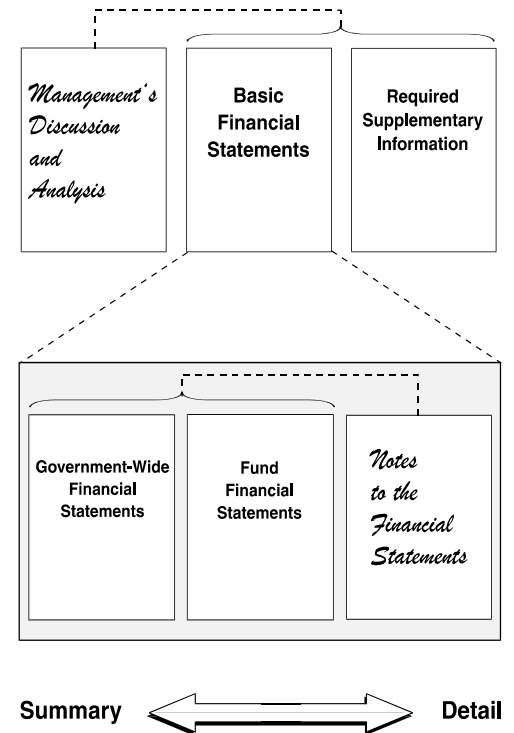 Management's
Discussion
and
Analysis
Basic
Financial
Statements
Required
Supplementary
Information
Government-Wide
Financial
Statements
Fund
Financial
Statements
Notes
to the
Financial
Statements
Summary
Detail